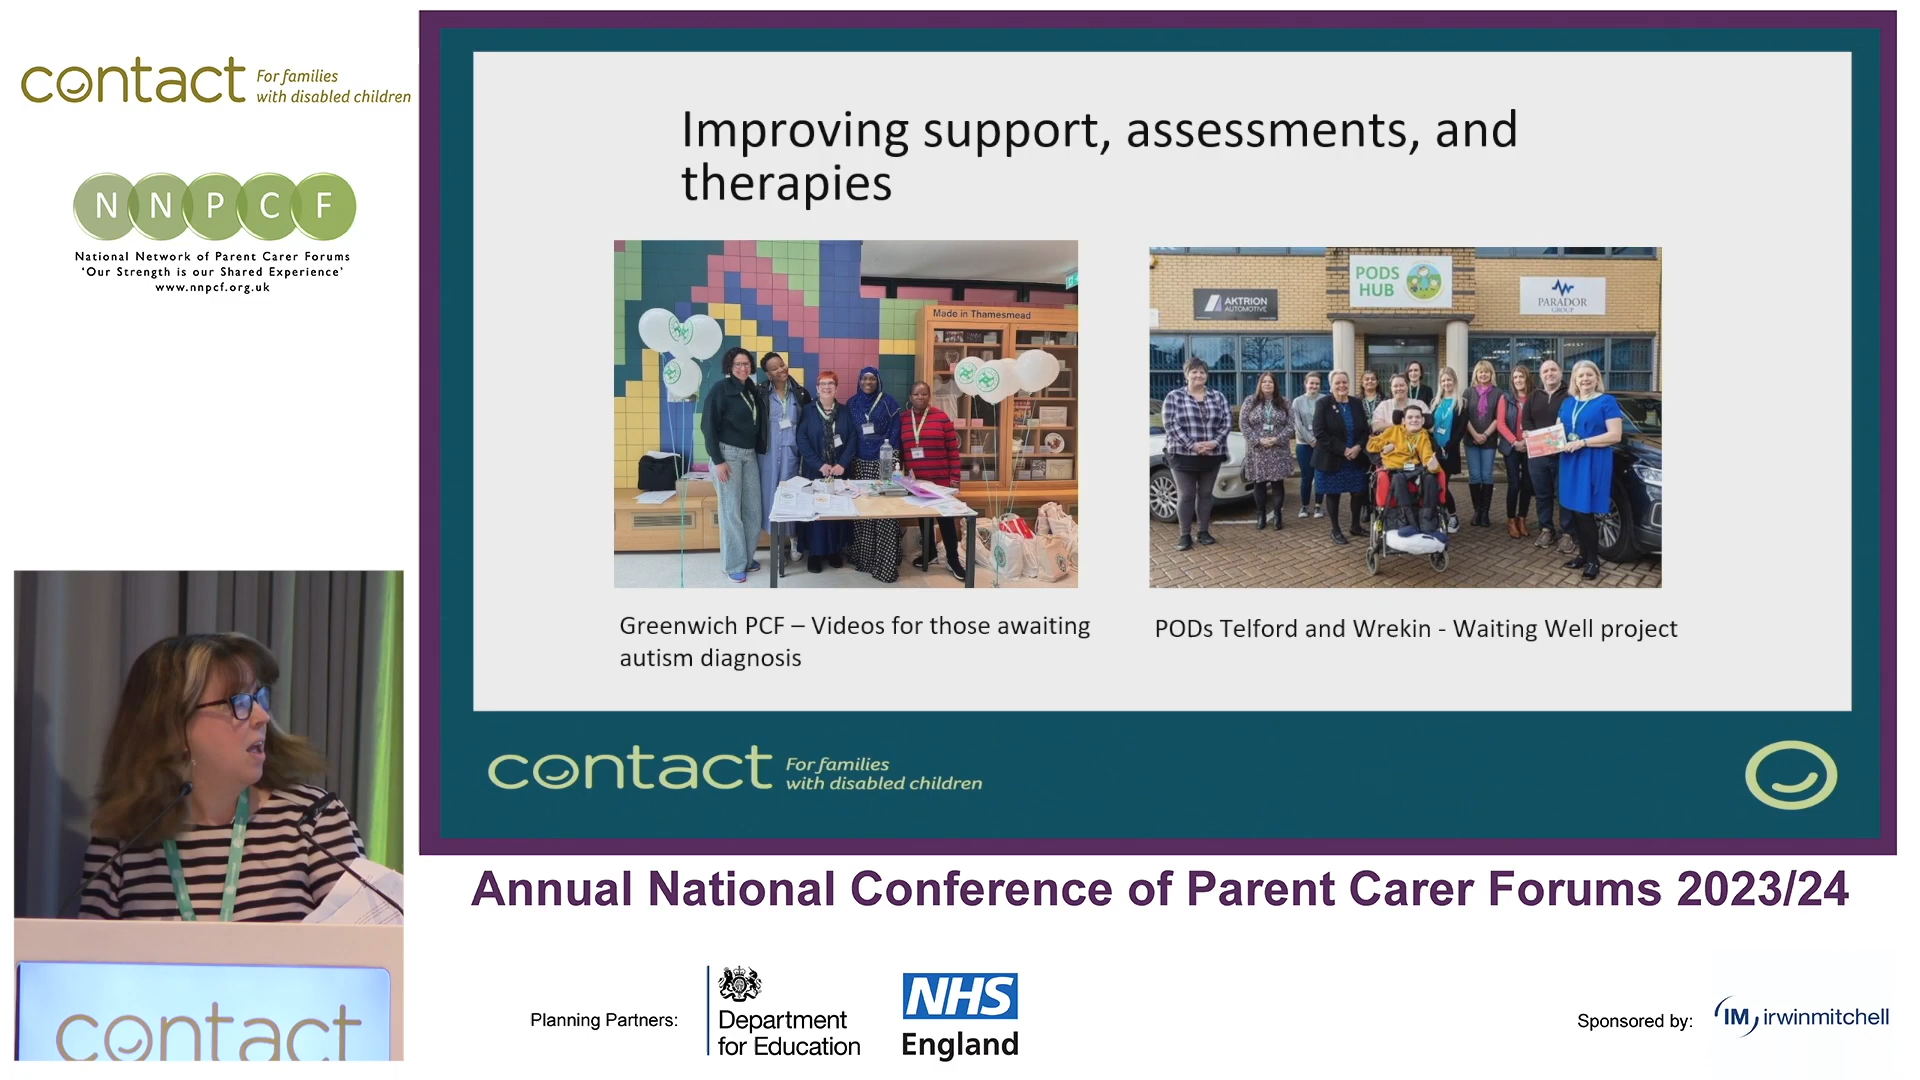 contact For families
with disabled children
N N P C F
National Network of Parent Carer Forums
'Our Strength is our Shared Experience'
www.nnpcf.org.uk
Improving support, assessments, and
therapies
Made in Thamesmead
PODS
HUB
AKTRION
AUTOMOTIVE
PARADOR
GROUP
Greenwich PCF – Videos for those awaiting
autism diagnosis
PODs Telford and Wrekin - Waiting Well project
contact For families
with disabled children
contact
Annual National Conference of Parent Carer Forums 2023/24
Planning Partners:
Department
for Education
NHS
England
Sponsored by:
IM irwinmitchell